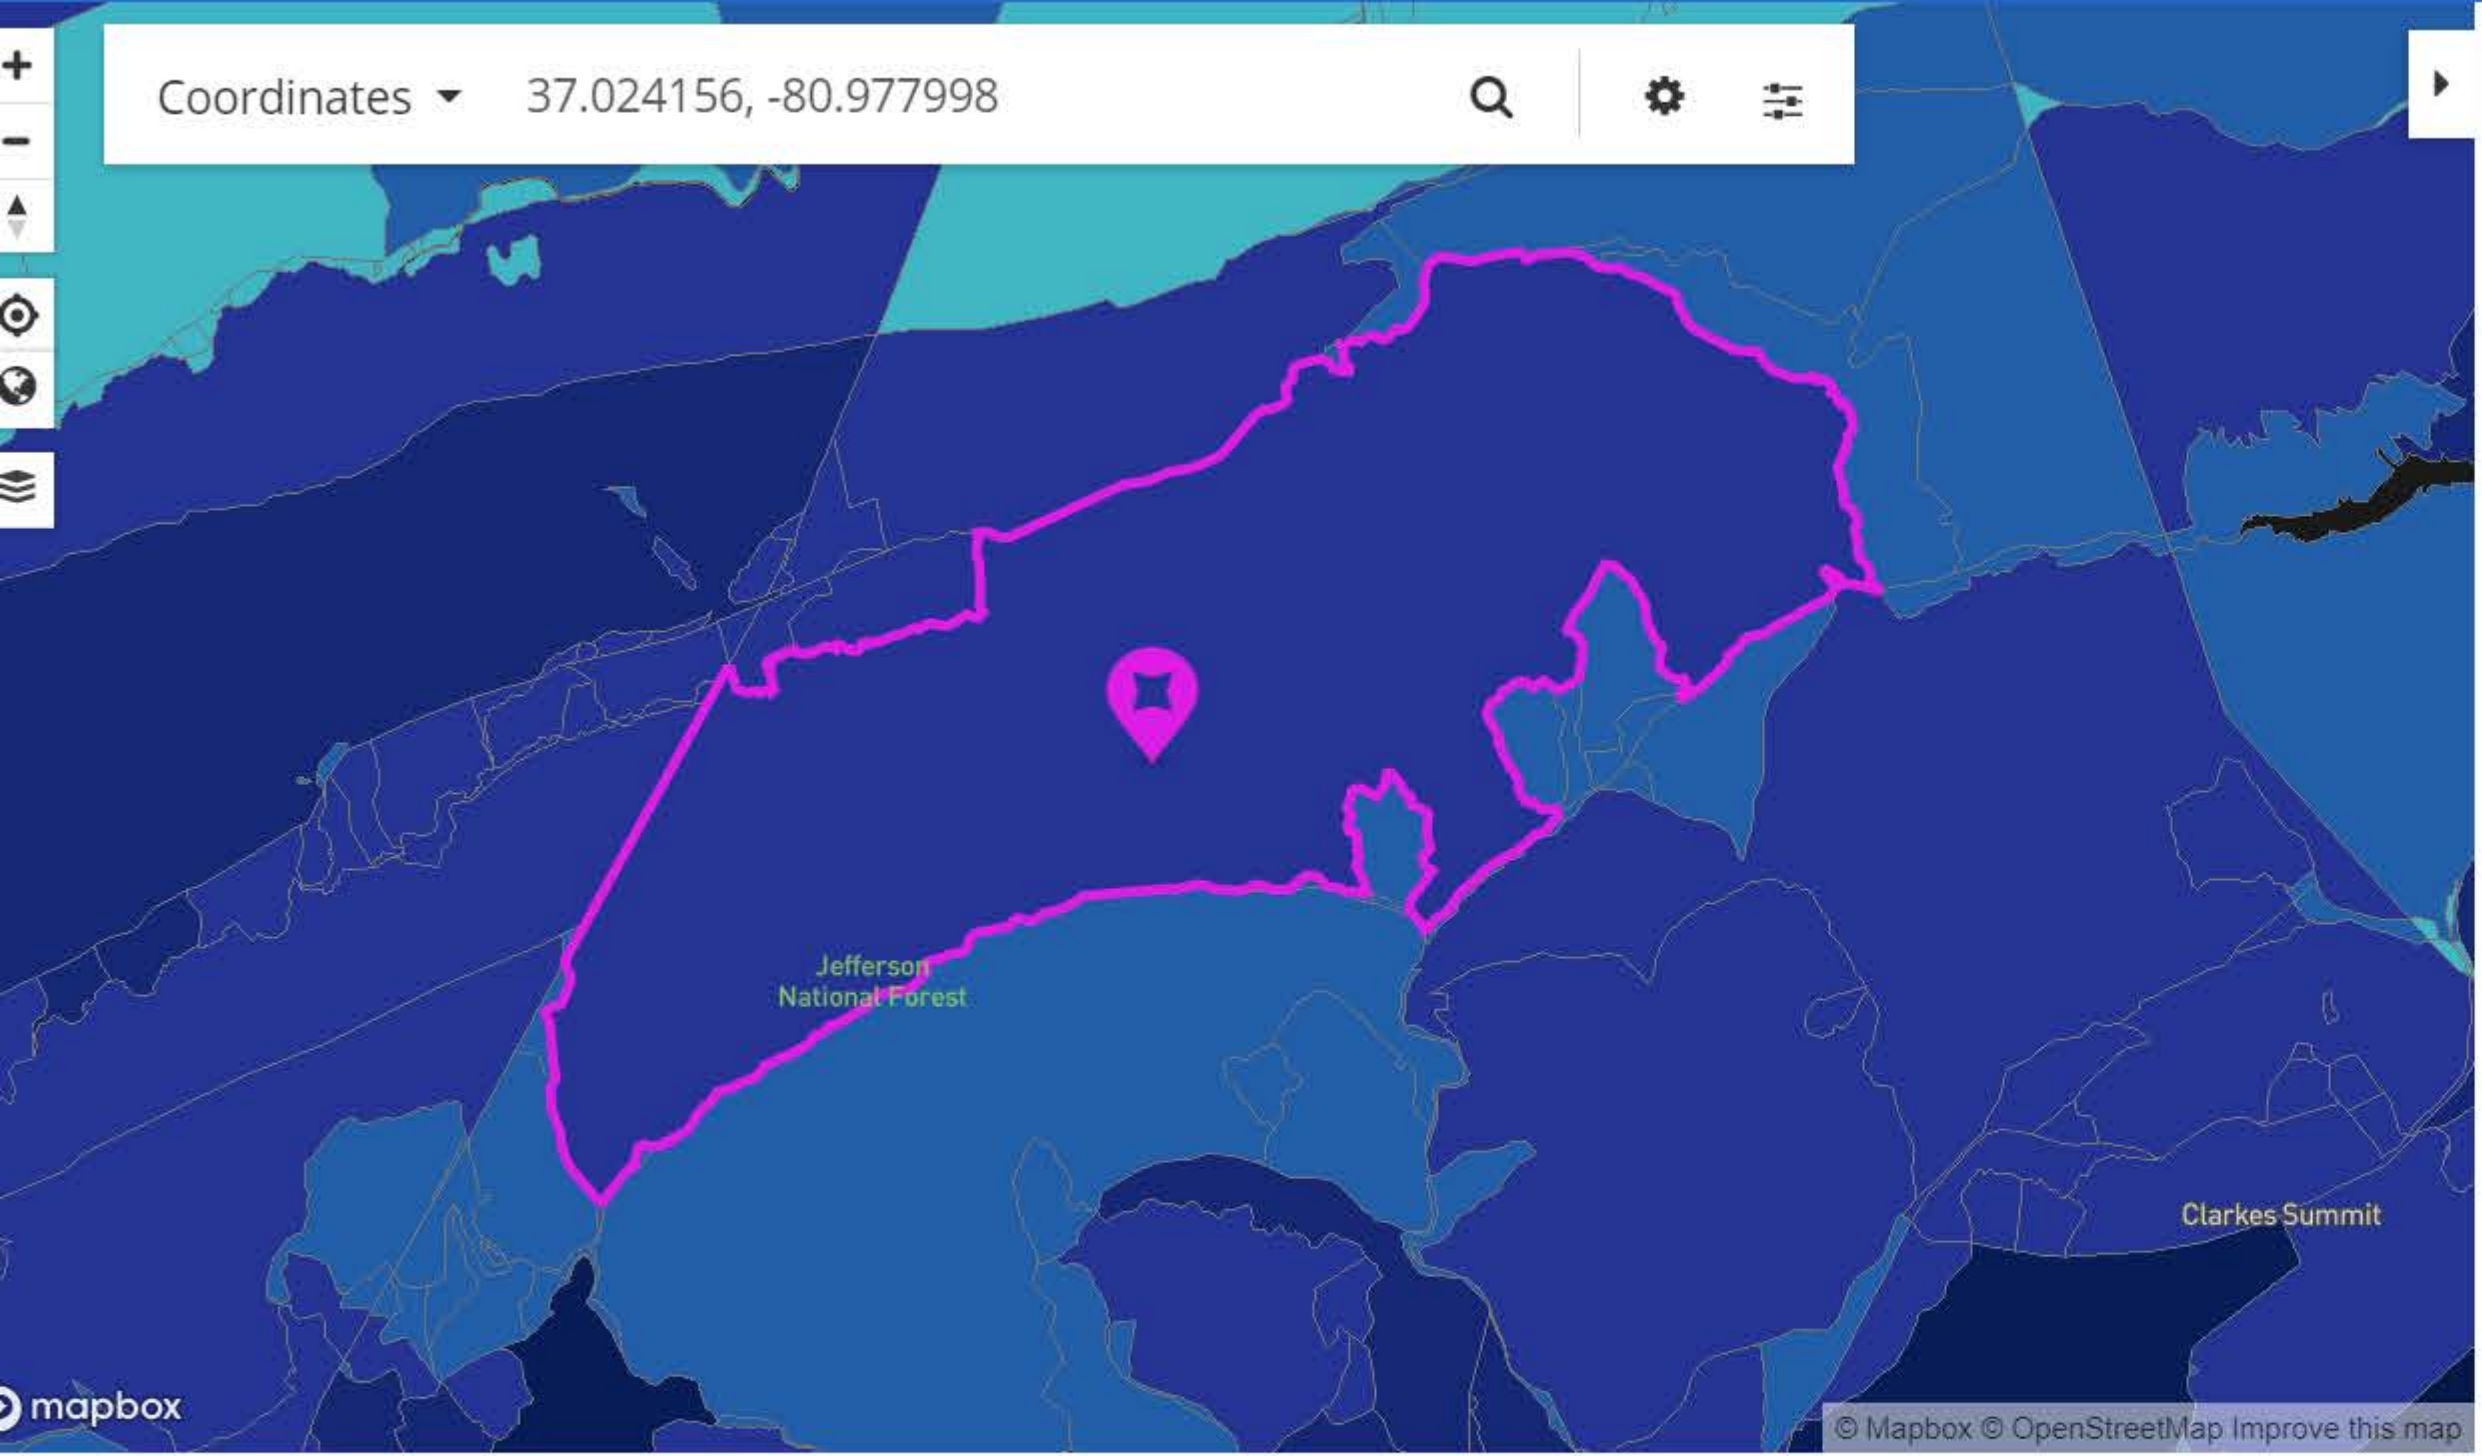 Coordinates
37.024156, -80.977998
Jefferson
National Forest
Clarkes Summit
mapbox
© Mapbox © OpenStreetMap Improve this map